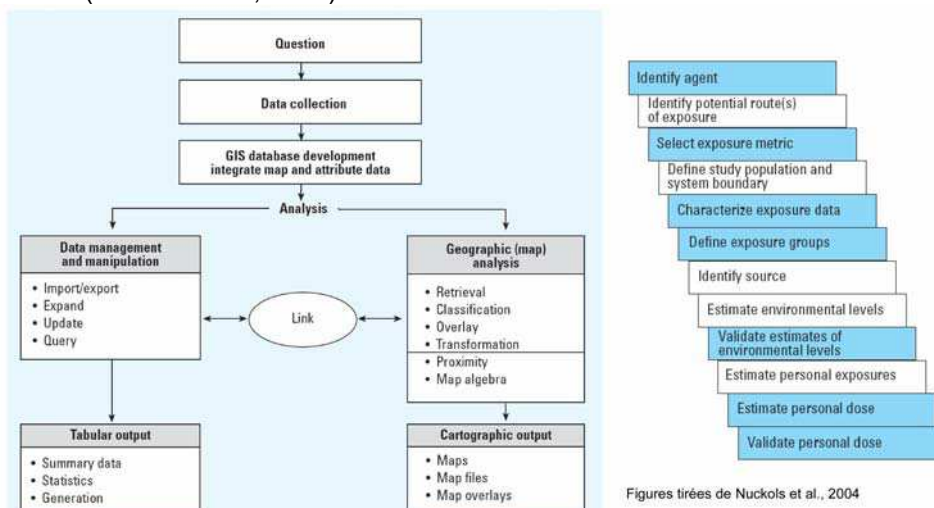 Question
Data collection
GIS database development
integrate map and attribute data
Analysis
Data management
and manipulation
• Import/export
• Expand
• Update
• Query
Link
Geographic (map)
analysis
• Retrieval
• Classification
• Overlay
• Transformation
• Proximity
• Map algebra
Tabular output
• Summary data
• Statistics
• Generation
Cartographic output
• Maps
• Map files
• Map overlays
Identify agent
Identify potential route(s)
of exposure
Select exposure metric
Define study population and
system boundary
Characterize exposure data
Define exposure groups
Identify source
Estimate environmental levels
Validate estimates of
environmental levels
Estimate personal exposures
Estimate personal dose
Validate personal dose
Figures tirées de Nuckols et al., 2004